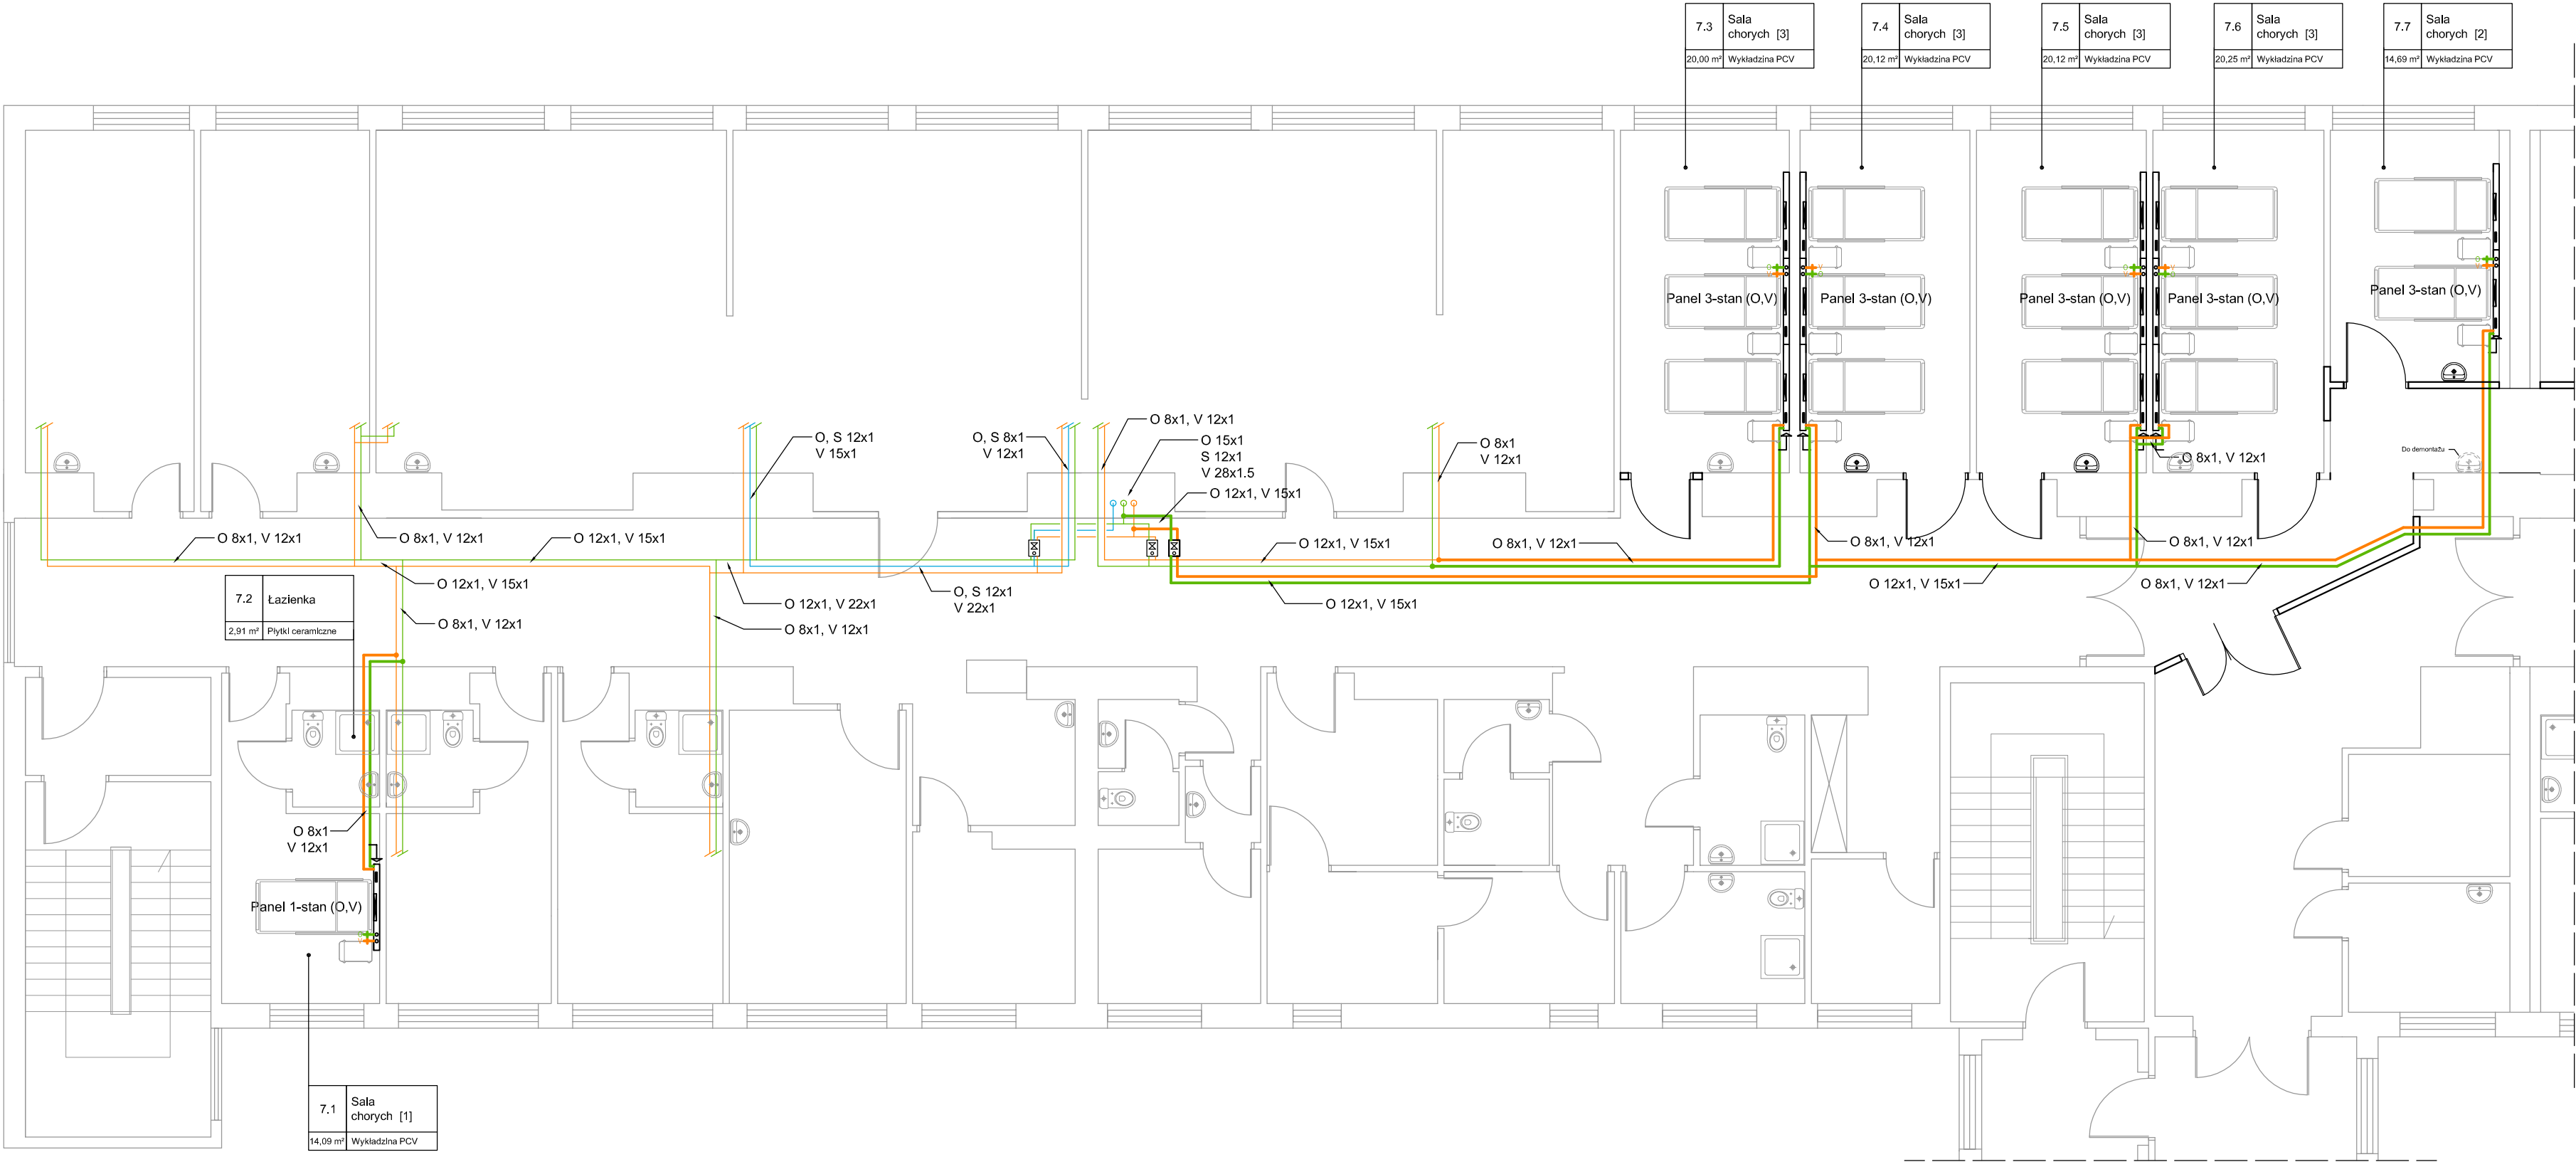 7.3 Sala chorych [3]
20,00 m² Wykładzina PCV
7.4 Sala chorych [3]
20,12 m² Wykładzina PCV
7.5 Sala chorych [3]
20,12 m² Wykładzina PCV
7.6 Sala chorych [3]
20,25 m² Wykładzina PCV
7.7 Sala chorych [2]
14,69 m² Wykładzina PCV
Panel 3-stan (O,V)
Panel 3-stan (O,V)
Panel 3-stan (O,V)
Panel 3-stan (O,V)
Panel 3-stan (O,V)
O, S 12x1
V 15x1
O, S 8x1
V 12x1
O 8x1, V 12x1
O 15x1
S 12x1
V 28x1.5
O 12x1, V 15x1
O 8x1
V 12x1
O 8x1, V 12x1
Do demontażu
O 8x1, V 12x1
O 8x1, V 12x1
O 12x1, V 15x1
O 12x1, V 15x1
O 8x1, V 12x1
O 8x1, V 12x1
O 8x1, V 12x1
O 12x1, V 15x1
O 12x1, V 22x1
O, S 12x1
V 22x1
O 12x1, V 15x1
O 12x1, V 15x1
O 8x1, V 12x1
7.2 Łazienka
2,91 m² Płytki ceramiczne
O 8x1, V 12x1
O 8x1, V 12x1
O 8x1
V 12x1
Panel 1-stan (O,V)
7.1 Sala chorych [1]
14,09 m² Wykładzina PCV